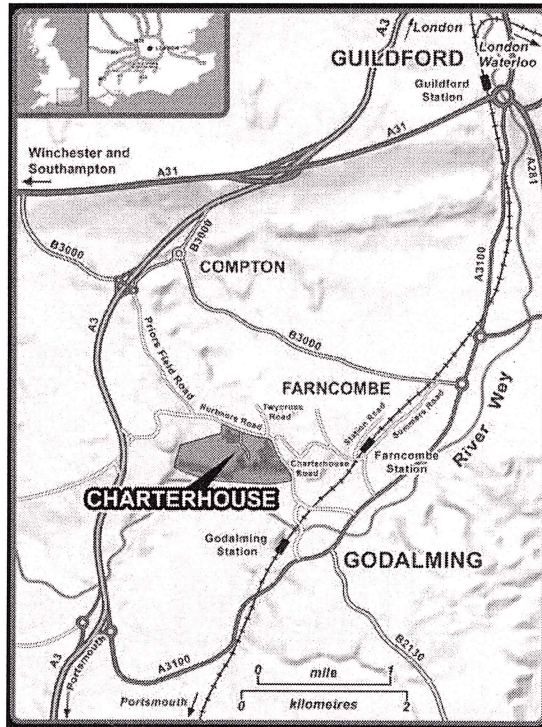 London
A3
GUILDFORD
London
Waterloo
Guildford
Station
A31
Winchester and
Southampton
A31
A281
B3000
B3000
COMPTON
A3100
A3
Priors Field Road
B3000
FARNCOMBE
River Wey
Hurtmore Road
Twycross
Road
Station Road
Summers Road
Charterhouse
Road
Farncombe
Station
CHARTERHOUSE
Godalming
Station
GODALMING
A3
Portsmouth
A3100
B2130
Portsmouth
0 mile 1
0 kilometres 2